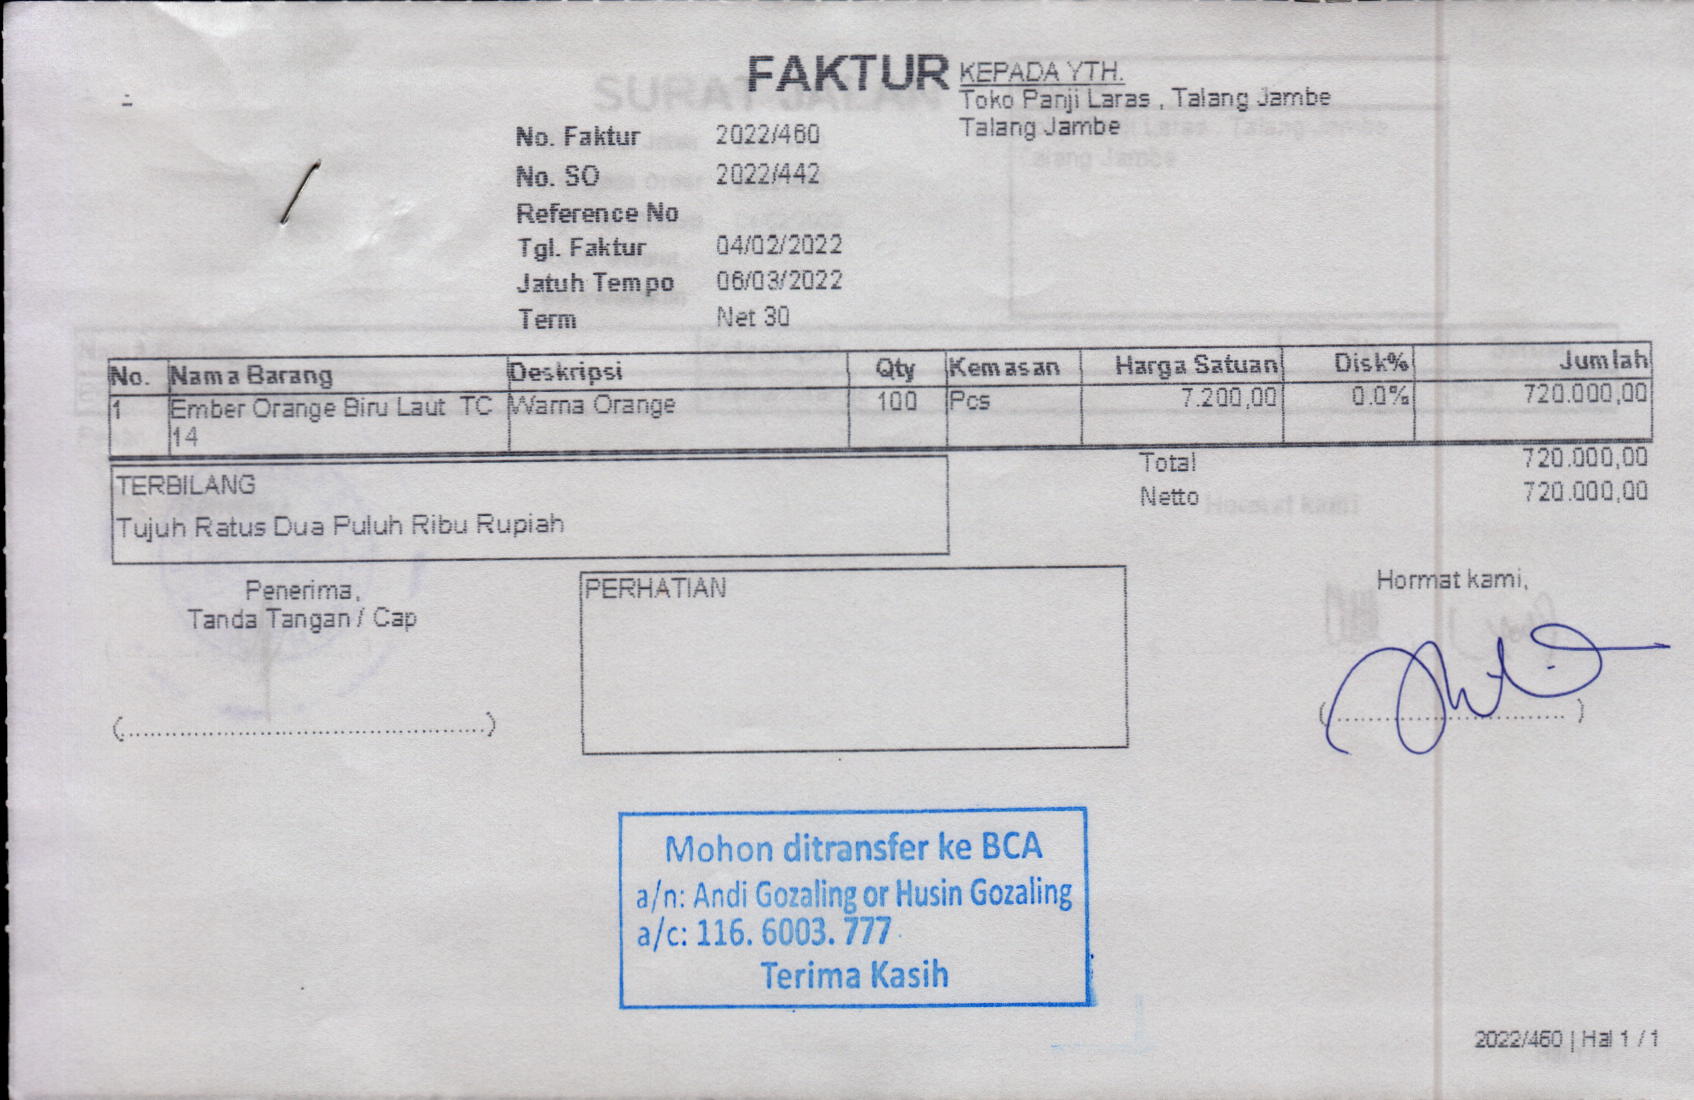 FAKTUR
KEPADA YTH.
Toko Panji Laras , Talang Jambe
Talang Jambe
No. Faktur 2022/460
No. SO 2022/442
Reference No
Tgl. Faktur 04/02/2022
Jatuh Tempo 06/03/2022
Term Net 30
No. Nama Barang Deskripsi Qty Kemasan Harga Satuan Disk% Jumlah
1 Ember Orange Biru Laut TC Warna Orange 100 Pcs 7.200,00 0.0% 720.000,00
14
Total 720.000,00
Netto 720.000,00
TERBILANG
Tujuh Ratus Dua Puluh Ribu Rupiah
Penerima,
Tanda Tangan / Cap
PERHATIAN
Hormat kami,
Mohon ditransfer ke BCA
a/n: Andi Gozaling or Husin Gozaling
a/c: 116. 6003. 777
Terima Kasih
2022/460 | Hal 1 / 1